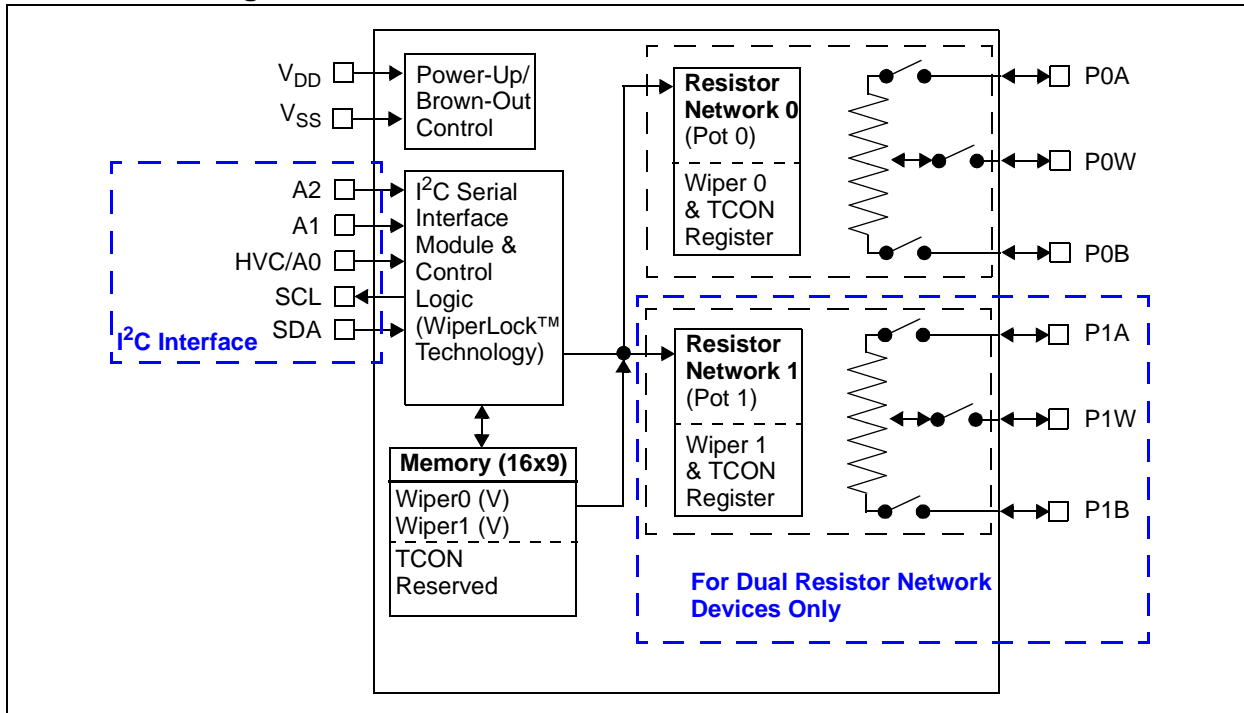 V_DD
V_SS
Power-Up/
Brown-Out
Control
A2
A1
HVC/A0
SCL
SDA
I²C Interface
I²C Serial
Interface
Module &
Control
Logic
(WiperLock™
Technology)
Memory (16x9)
Wiper0 (V)
Wiper1 (V)
TCON
Reserved
Resistor
Network 0
(Pot 0)
Wiper 0
& TCON
Register
P0A
P0W
P0B
Resistor
Network 1
(Pot 1)
Wiper 1
& TCON
Register
P1A
P1W
P1B
For Dual Resistor Network
Devices Only